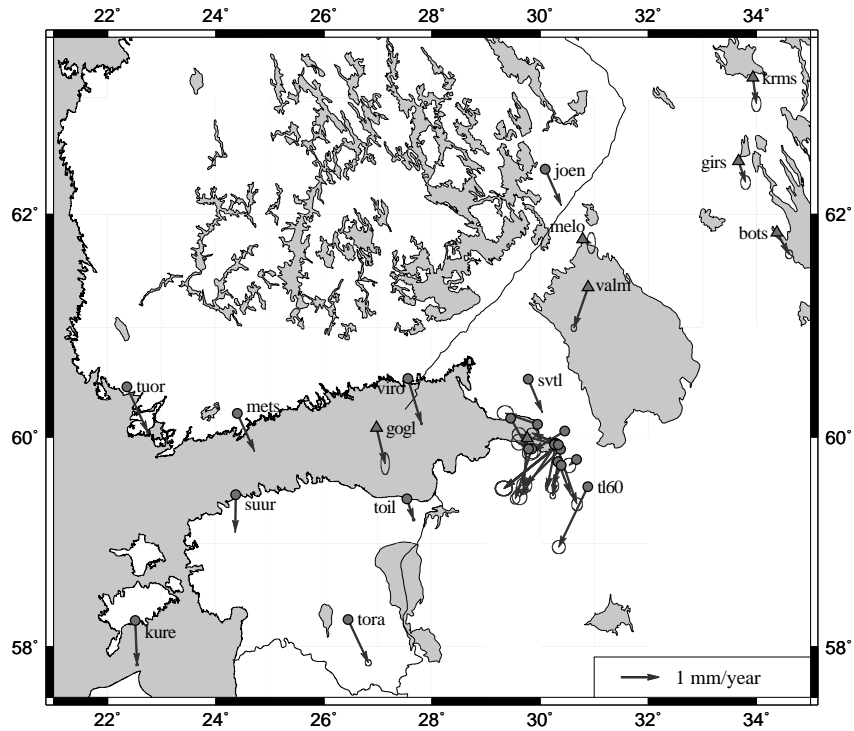 22° 24° 26° 28° 30° 32° 34°
krms
joen
girs
62° 62°
melo
bots
valm
tuor
viro
svtl
mets
gogl
60° 60°
tl60
suur
toil
kure
tora
58° 58°
1 mm/year
22° 24° 26° 28° 30° 32° 34°